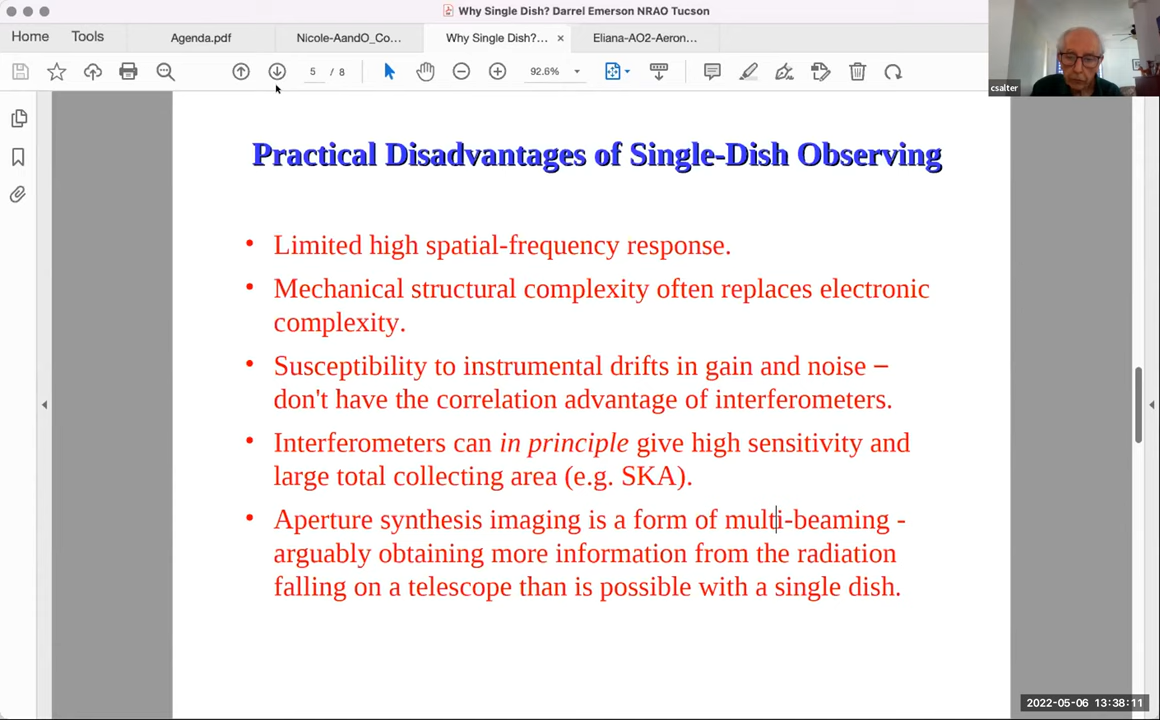 Why Single Dish? Darrel Emerson NRAO Tucson
Home Tools Agenda.pdf Nicole-AandO_Co... Why Single Dish?... × Eliana-AO2-Aeron...
5 / 8 92.6%
csalter
Practical Disadvantages of Single-Dish Observing
• Limited high spatial-frequency response.
• Mechanical structural complexity often replaces electronic
complexity.
• Susceptibility to instrumental drifts in gain and noise –
don't have the correlation advantage of interferometers.
• Interferometers can in principle give high sensitivity and
large total collecting area (e.g. SKA).
• Aperture synthesis imaging is a form of multi-beaming -
arguably obtaining more information from the radiation
falling on a telescope than is possible with a single dish.
2022-05-06 13:38:11